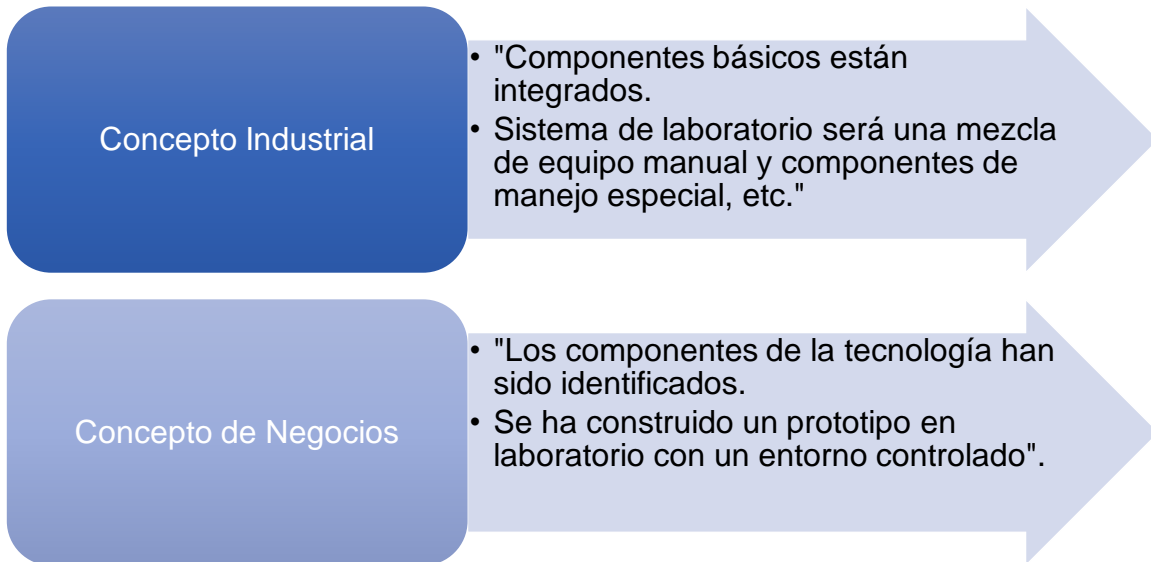 Concepto Industrial
• "Componentes básicos están
integrados.
• Sistema de laboratorio será una mezcla
de equipo manual y componentes de
manejo especial, etc."
Concepto de Negocios
• "Los componentes de la tecnología han
sido identificados.
• Se ha construido un prototipo en
laboratorio con un entorno controlado".